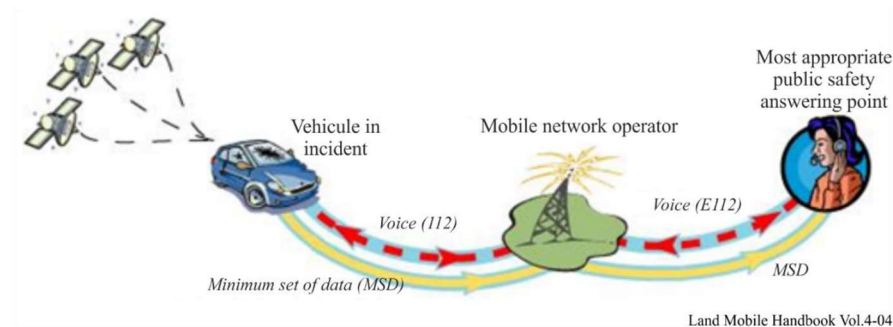 Most appropriate
public safety
answering point
Vehicule in
incident
Mobile network operator
Voice (112)
Voice (E112)
Minimum set of data (MSD)
MSD
Land Mobile Handbook Vol.4-04